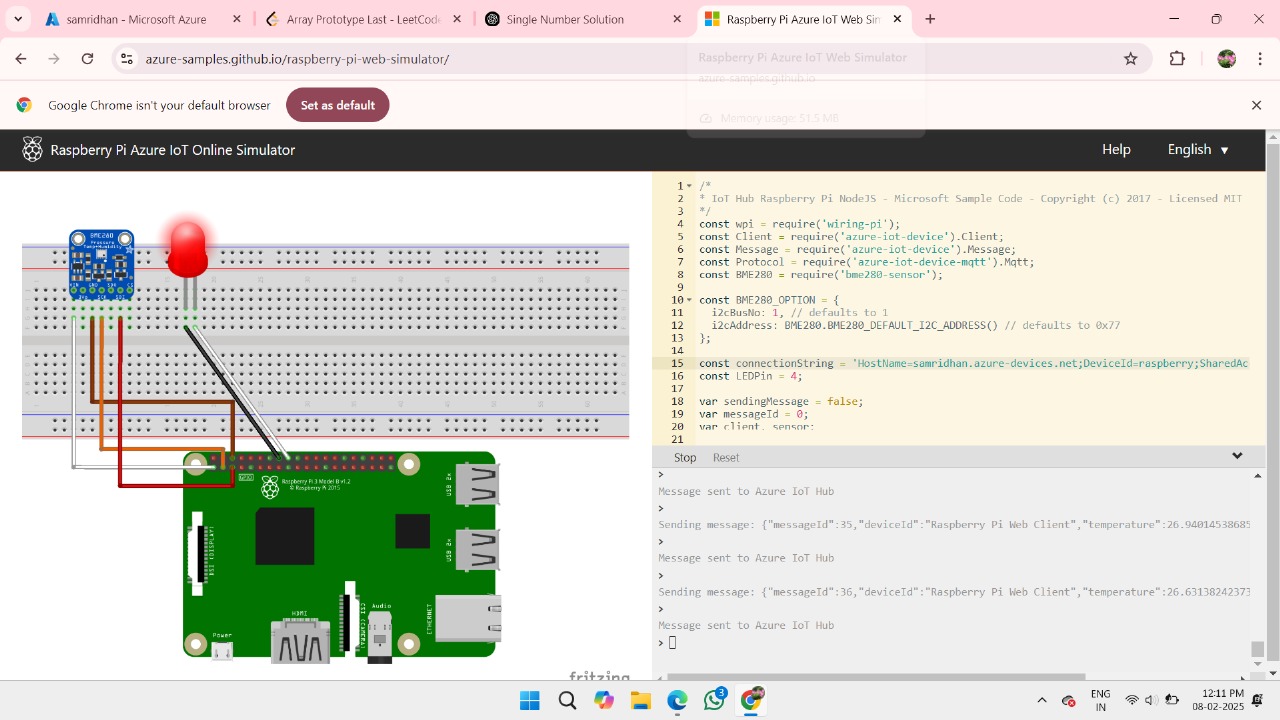 samridhan - Microsoft Azure
Array Prototype Last - LeetCo
Single Number Solution
Raspberry Pi Azure IoT Web Sim
azure-samples.github.io/raspberry-pi-web-simulator/
Raspberry Pi Azure IoT Web Simulator
azure-samples.github.io
Memory usage: 51.5 MB
Google Chrome isn't your default browser
Set as default
Raspberry Pi Azure IoT Online Simulator
Help
English
BME280
Pressure
Temp+Humidity
Raspberry Pi 3 Model B v1.2
© Raspberry Pi 2015
GPIO
USB 2x
USB 2x
DSI (DISPLAY)
ETHERNET
HDMI
CSI (CAMERA)
Audio
Power
fritzing
1 /*
2 * IoT Hub Raspberry Pi NodeJS - Microsoft Sample Code - Copyright (c) 2017 - Licensed MIT
3 */
4 const wpi = require('wiring-pi');
5 const Client = require('azure-iot-device').Client;
6 const Message = require('azure-iot-device').Message;
7 const Protocol = require('azure-iot-device-mqtt').Mqtt;
8 const BME280 = require('bme280-sensor');
9
10 const BME280_OPTION = {
11 i2cBusNo: 1, // defaults to 1
12 i2cAddress: BME280.BME280_DEFAULT_I2C_ADDRESS() // defaults to 0x77
13 };
14
15 const connectionString = 'HostName=samridhan.azure-devices.net;DeviceId=raspberry;SharedAc
16 const LEDPin = 4;
17
18 var sendingMessage = false;
19 var messageId = 0;
20 var client, sensor;
21
Stop
Reset
>
Message sent to Azure IoT Hub
>
Sending message: {"messageId":35,"deviceId":"Raspberry Pi Web Client","temperature":26.94014538685
>
Message sent to Azure IoT Hub
>
Sending message: {"messageId":36,"deviceId":"Raspberry Pi Web Client","temperature":26.63138242373
>
Message sent to Azure IoT Hub
>
3
ENG
IN
12:11 PM
08-02-2025